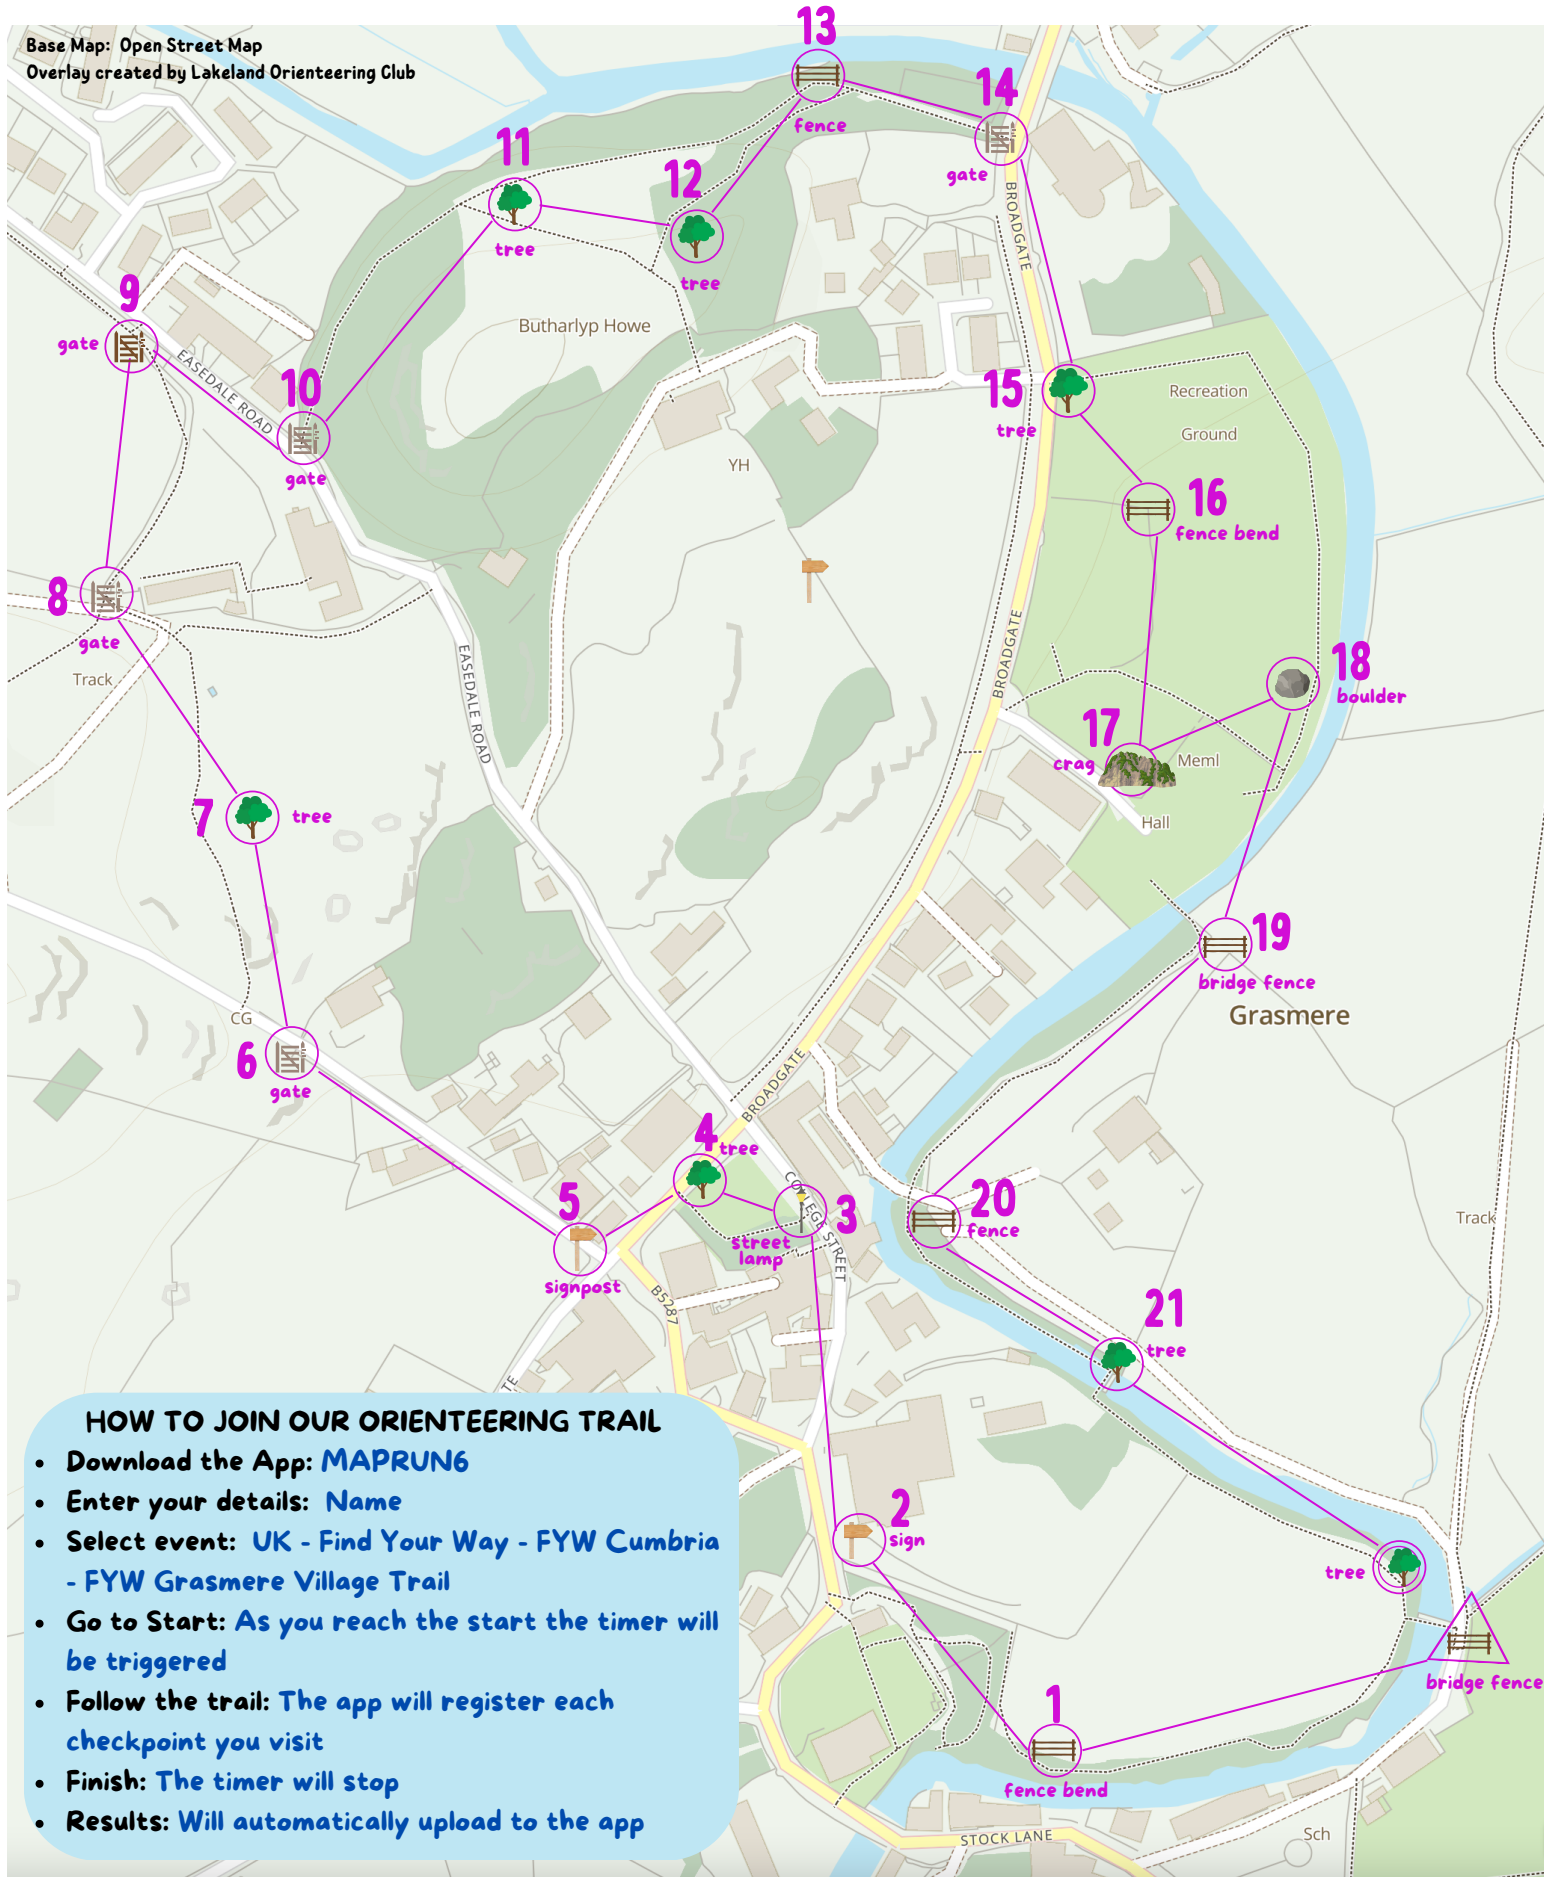 Base Map: Open Street Map
Overlay created by Lakeland Orienteering Club
13
fence
14
gate
11
tree
12
tree
BROADGATE
9
gate
EASEDALE ROAD
10
gate
Butharlyp Howe
15
tree
Recreation
Ground
YH
16
fence bend
8
gate
Track
EASEDALE ROAD
BROADGATE
18
boulder
17
crag
Meml
Hall
7
tree
19
bridge fence
Grasmere
CG
6
gate
BROADGATE
4
tree
COLLEGE STREET
3
street
lamp
5
signpost
B5287
20
fence
Track
21
tree
TE
2
sign
tree
bridge fence
1
fence bend
STOCK LANE
Sch
HOW TO JOIN OUR ORIENTEERING TRAIL
• Download the App: MAPRUN6
• Enter your details: Name
• Select event: UK - Find Your Way - FYW Cumbria
- FYW Grasmere Village Trail
• Go to Start: As you reach the start the timer will
be triggered
• Follow the trail: The app will register each
checkpoint you visit
• Finish: The timer will stop
• Results: Will automatically upload to the app